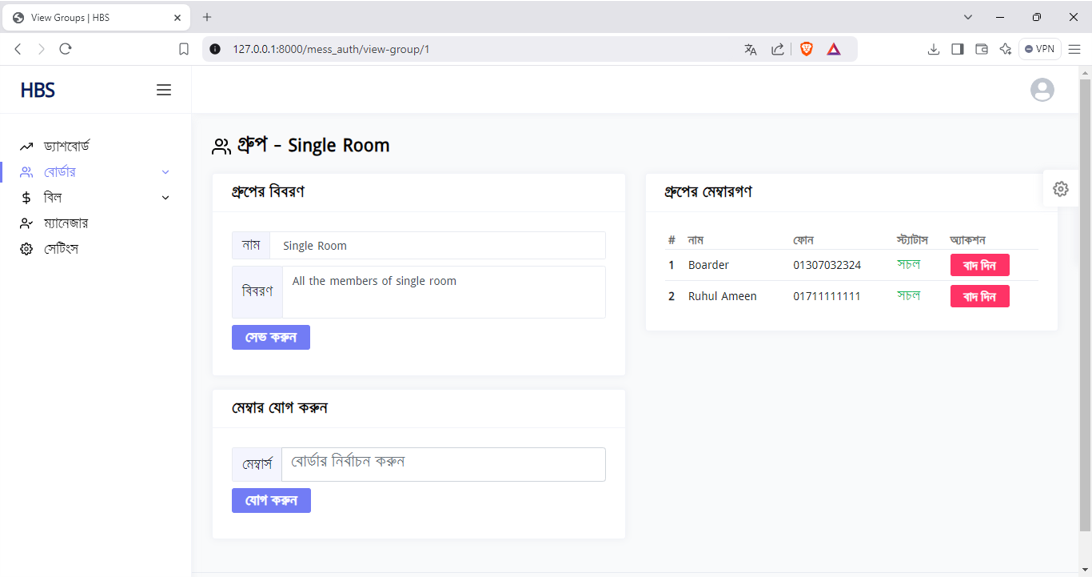 View Groups | HBS
127.0.0.1:8000/mess_auth/view-group/1
VPN
HBS
ড্যাশবোর্ড
বোর্ডার
বিল
ম্যানেজার
সেটিংস
গ্রুপ - Single Room
গ্রুপের বিবরণ
নাম Single Room
বিবরণ All the members of single room
সেভ করুন
মেম্বার যোগ করুন
মেম্বার্স বোর্ডার নির্বাচন করুন
যোগ করুন
গ্রুপের মেম্বারগণ
# নাম ফোন স্ট্যাটাস অ্যাকশন
1 Boarder 01307032324 সচল বাদ দিন
2 Ruhul Ameen 01711111111 সচল বাদ দিন